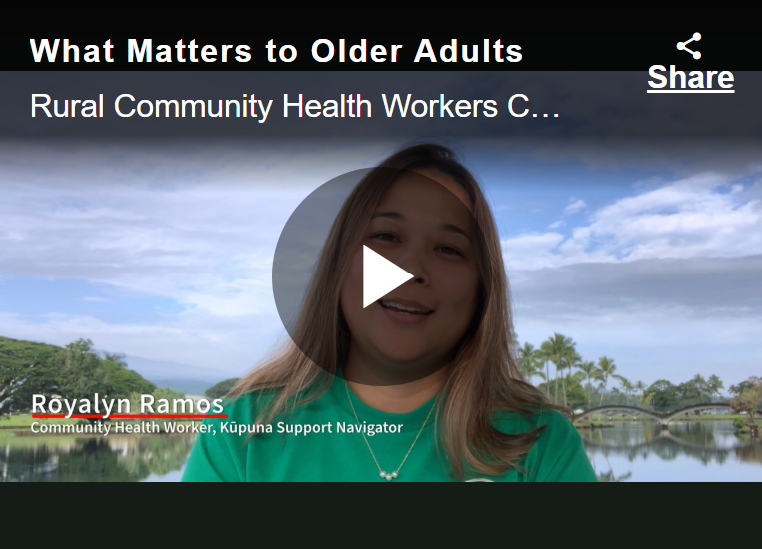 What Matters to Older Adults
Share
Rural Community Health Workers C…
Royalyn Ramos
Community Health Worker, Kūpuna Support Navigator